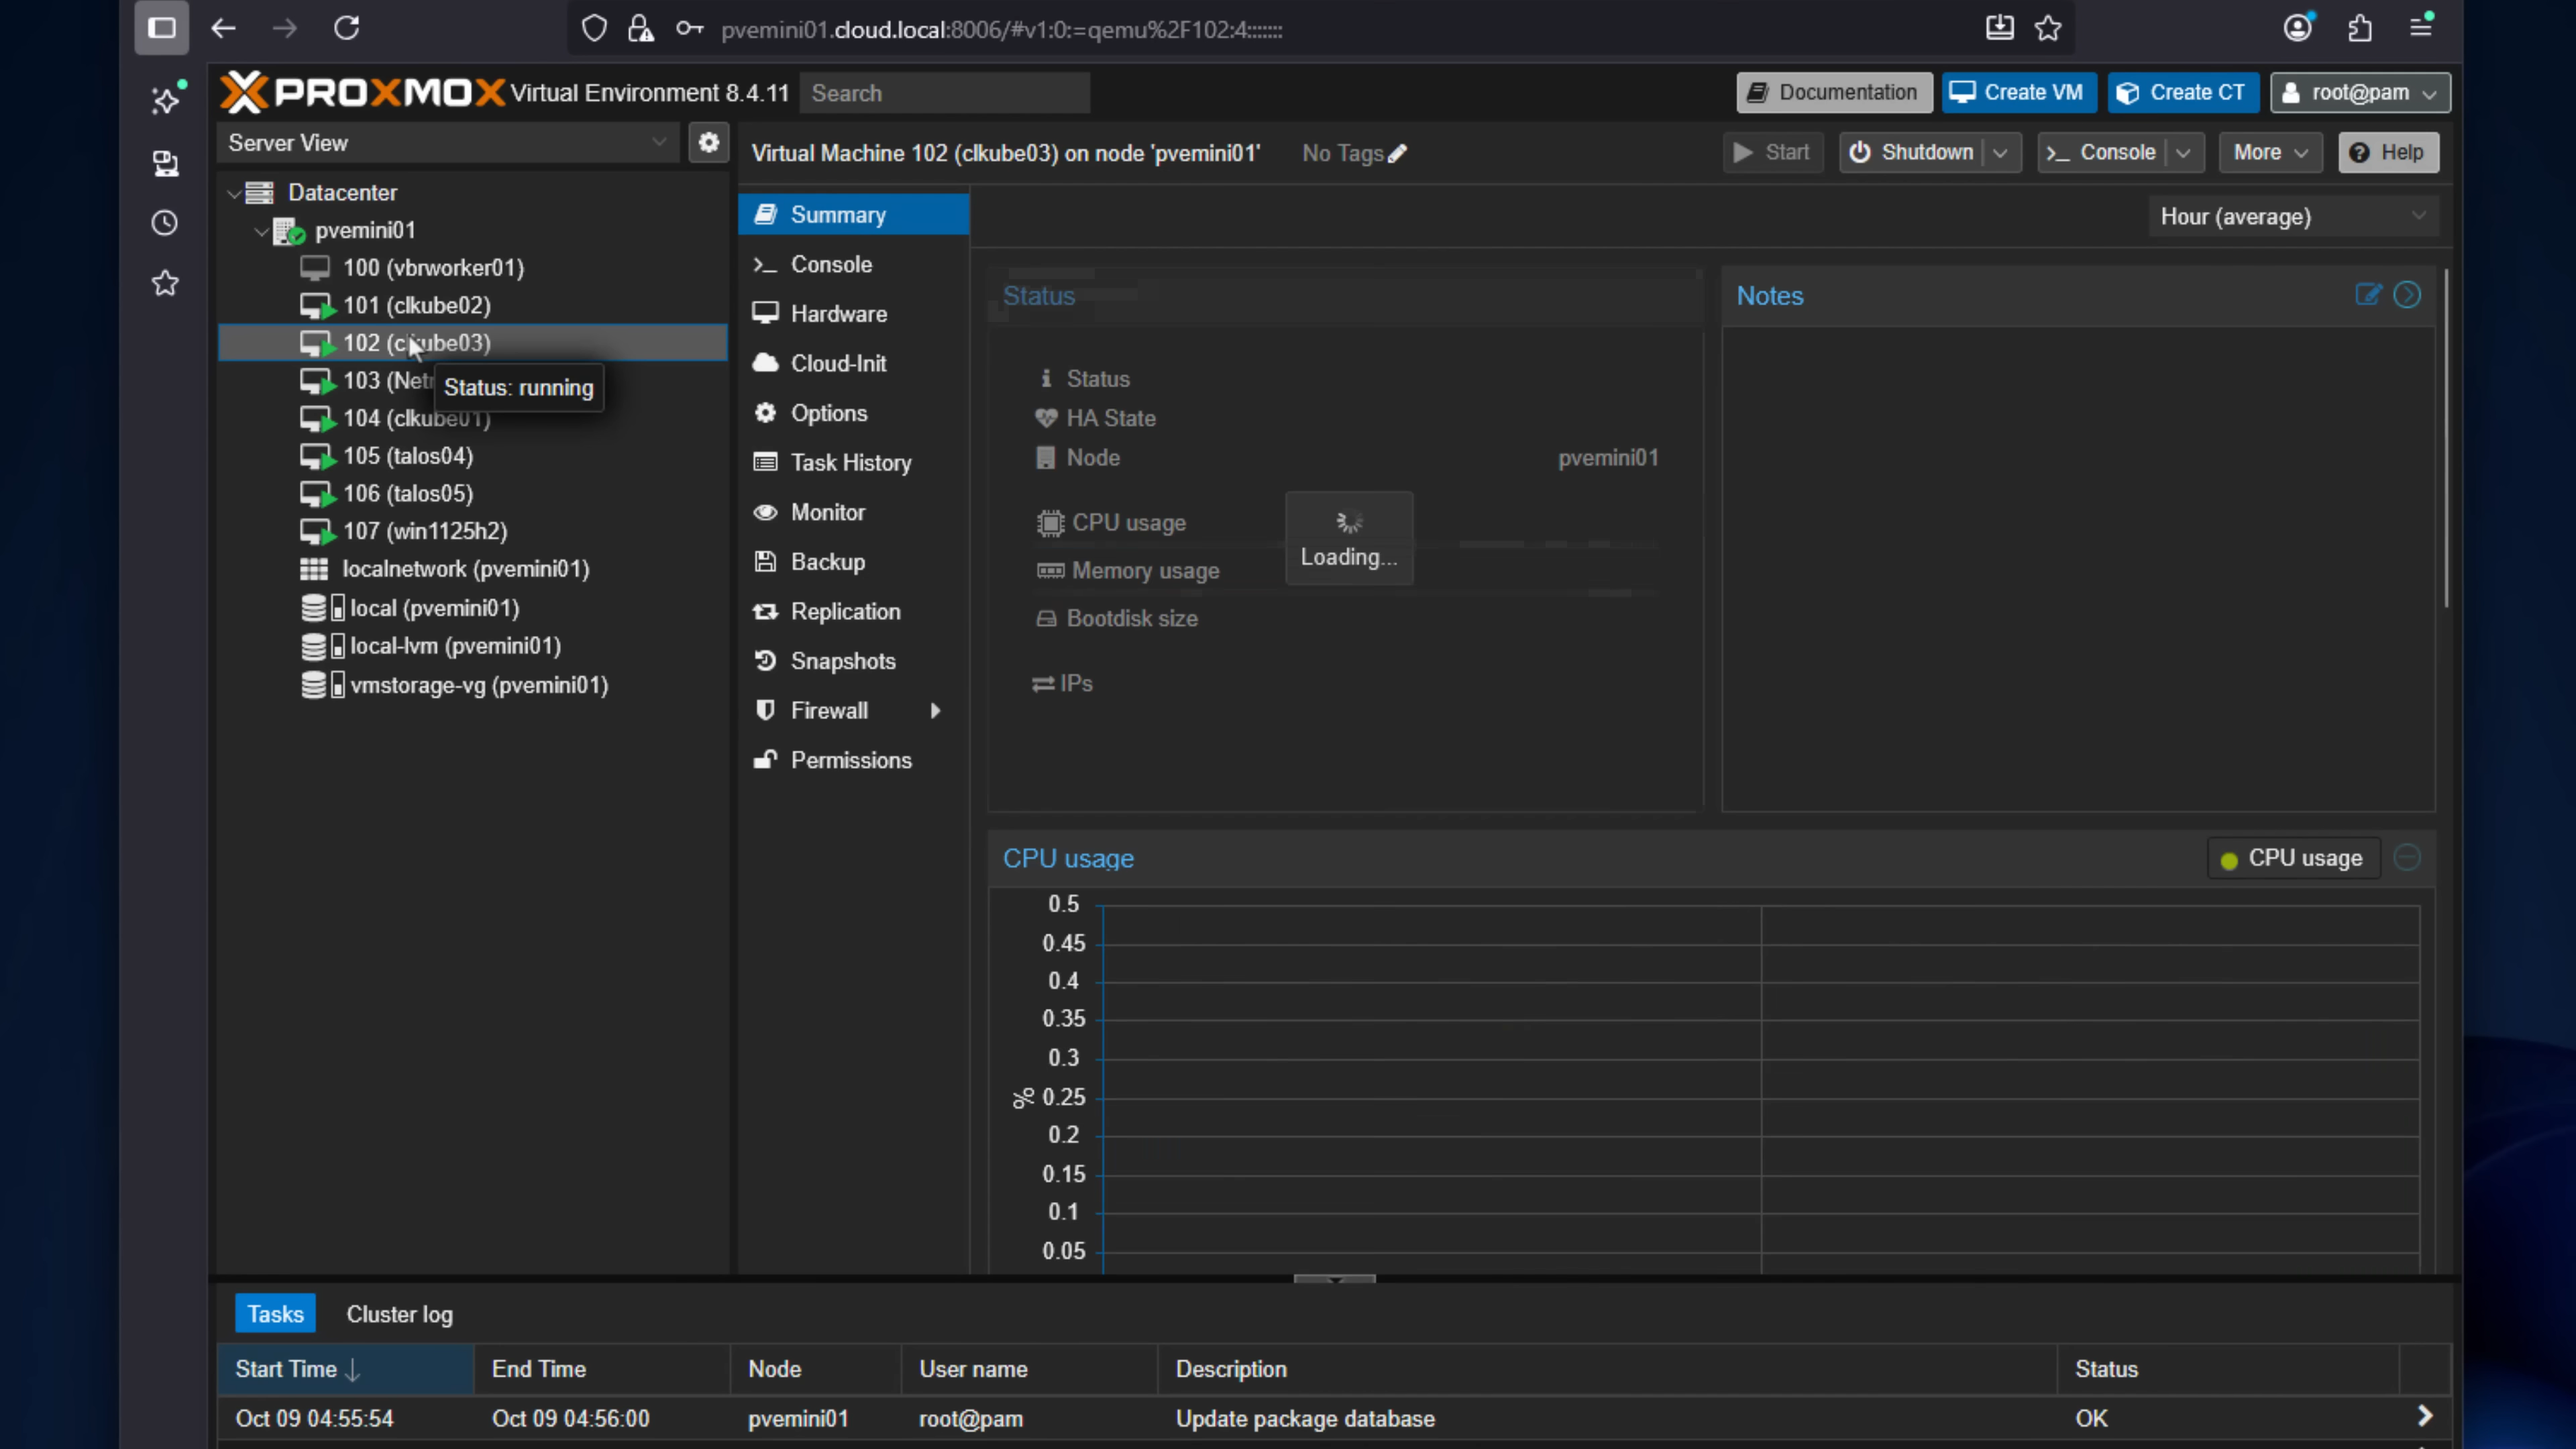 pvemini01.cloud.local:8006/#v1:0:=qemu%2F102:4:::::::
PROXMOX Virtual Environment 8.4.11
Search
Documentation
Create VM
Create CT
root@pam
Server View
Virtual Machine 102 (clkube03) on node 'pvemini01'
No Tags
Start
Shutdown
Console
More
Help
Datacenter
pvemini01
100 (vbrworker01)
101 (clkube02)
102 (clkube03)
103 (Net
Status: running
104 (clkube01)
105 (talos04)
106 (talos05)
107 (win1125h2)
localnetwork (pvemini01)
local (pvemini01)
local-lvm (pvemini01)
vmstorage-vg (pvemini01)
Summary
Console
Hardware
Cloud-Init
Options
Task History
Monitor
Backup
Replication
Snapshots
Firewall
Permissions
Hour (average)
Status
Status
HA State
Node pvemini01
CPU usage
Memory usage
Bootdisk size
IPs
Loading...
Notes
CPU usage
CPU usage
0.5
0.45
0.4
0.35
0.3
% 0.25
0.2
0.15
0.1
0.05
Tasks
Cluster log
Start Time End Time Node User name Description Status
Oct 09 04:55:54 Oct 09 04:56:00 pvemini01 root@pam Update package database OK